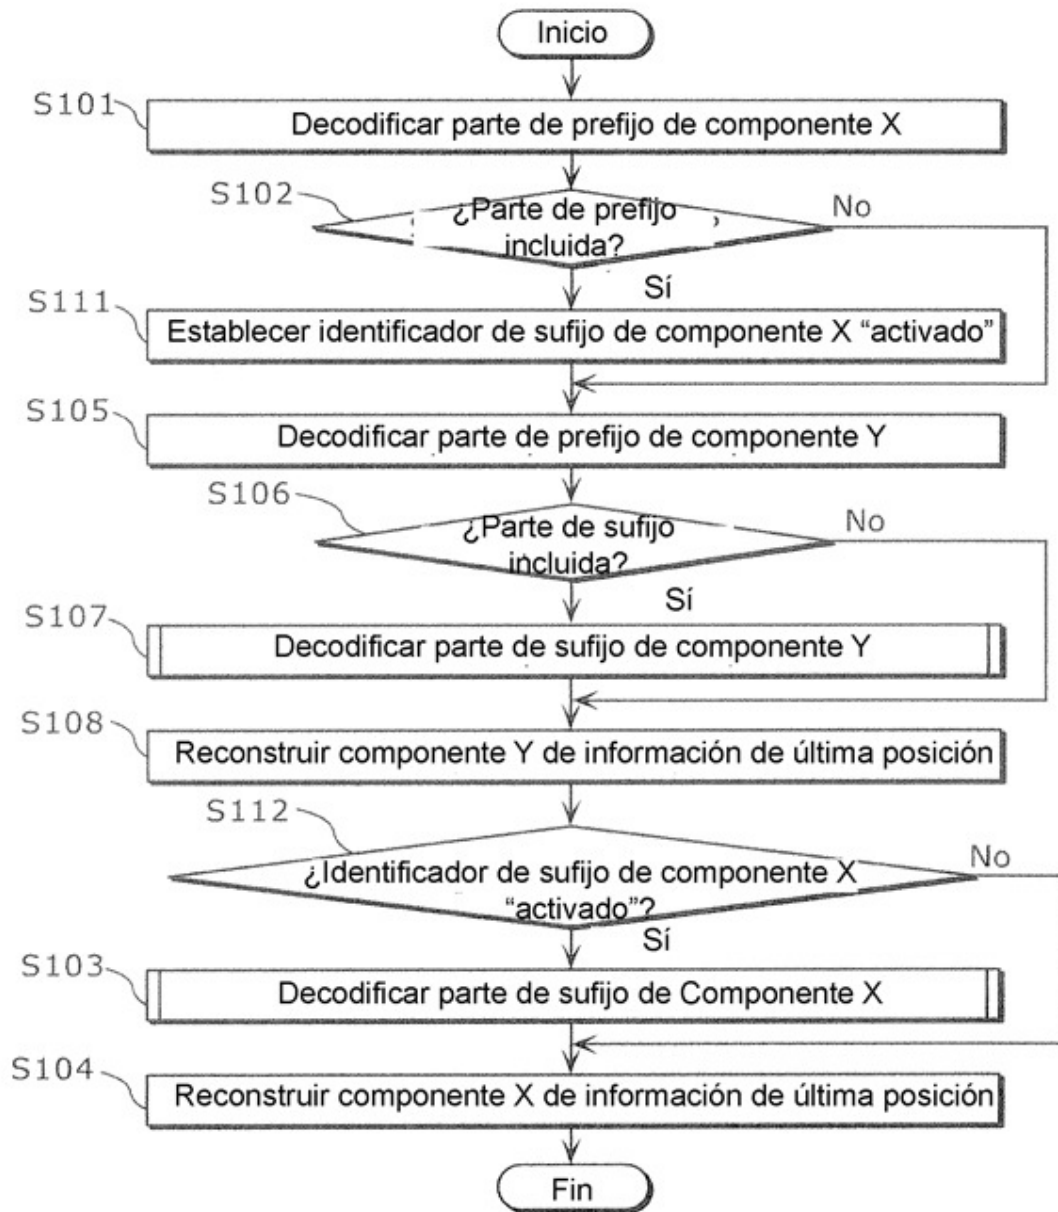 Inicio
S101
Decodificar parte de prefijo de componente X
S102
¿Parte de prefijo
incluida?
No
Sí
S111
Establecer identificador de sufijo de componente X “activado”
S105
Decodificar parte de prefijo de componente Y
S106
¿Parte de sufijo
incluida?
No
Sí
S107
Decodificar parte de sufijo de componente Y
S108
Reconstruir componente Y de información de última posición
S112
¿Identificador de sufijo de componente X
“activado”?
No
Sí
S103
Decodificar parte de sufijo de Componente X
S104
Reconstruir componente X de información de última posición
Fin